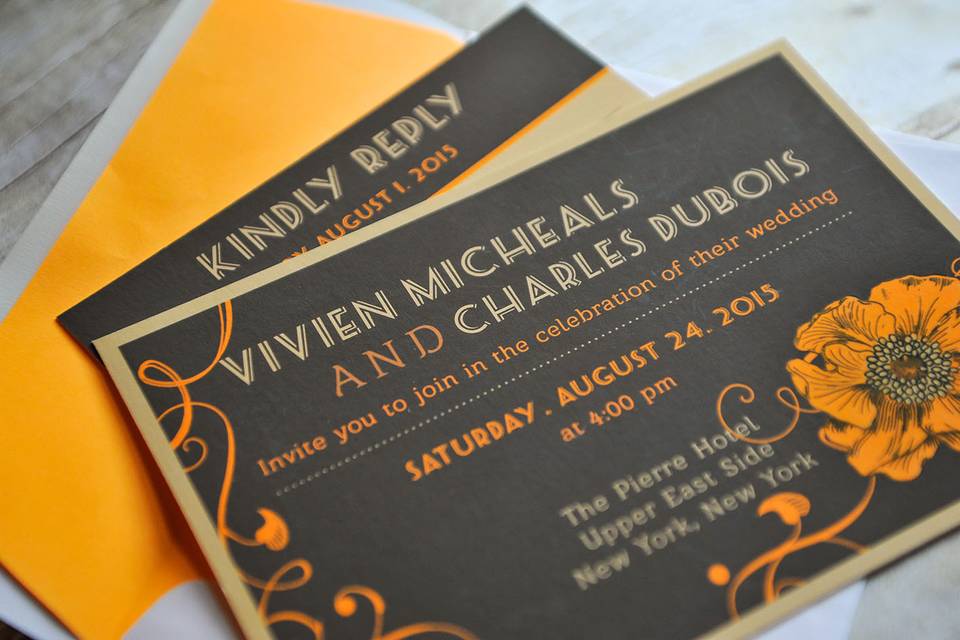 KINDLY REPLY
BY AUGUST 1. 2015
VIVIEN MICHEALS
AND CHARLES DUBOIS
Invite you to join in the celebration of their wedding
SATURDAY . AUGUST 24. 2015
at 4:00 pm
The Pierre Hotel
Upper East Side
New York, New York